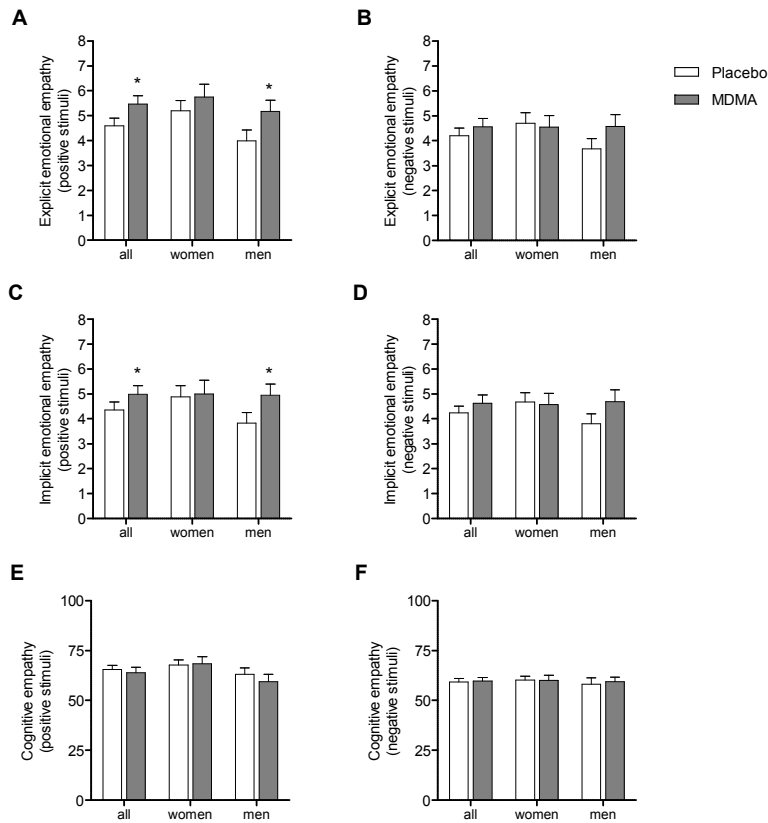 A
Explicit emotional empathy
(positive stimuli)
8
7
6
5
4
3
2
1
0
*
*
all
women
men
B
Explicit emotional empathy
(negative stimuli)
8
7
6
5
4
3
2
1
0
all
women
men
Placebo
MDMA
C
Implicit emotional empathy
(positive stimuli)
8
7
6
5
4
3
2
1
0
*
*
all
women
men
D
Implicit emotional empathy
(negative stimuli)
8
7
6
5
4
3
2
1
0
all
women
men
E
Cognitive empathy
(positive stimuli)
100
75
50
25
0
all
women
men
F
Cognitive empathy
(negative stimuli)
100
75
50
25
0
all
women
men